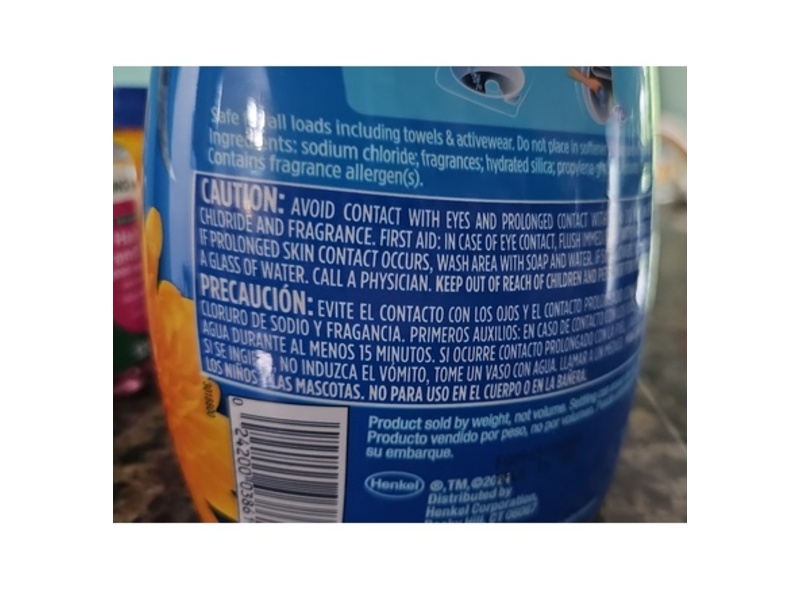 Safe all loads including towels & activewear. Do not place in
Ingredients: sodium chloride; fragrances; hydrated silica;
Contains fragrance allergen(s).
CAUTION: AVOID CONTACT WITH EYES AND PROLONGED CONTACT
CHLORIDE AND FRAGRANCE. FIRST AID: IN CASE OF EYE CONTACT, FLUSH
IF PROLONGED SKIN CONTACT OCCURS, WASH AREA WITH SOAP AND WATER.
A GLASS OF WATER. CALL A PHYSICIAN. KEEP OUT OF REACH OF CHILDREN AND
PRECAUCIÓN: EVITE EL CONTACTO CON LOS OJOS Y EL CONTACTO
CLORURO DE SODIO Y FRAGANCIA. PRIMEROS AUXILIOS: EN CASO DE CONTACTO
AGUA DURANTE AL MENOS 15 MINUTOS. SI OCURRE CONTACTO PROLONGADO
SI SE NO INDUZCA EL VÓMITO, TOME UN VASO CON AGUA. LLAMAR A UN
LOS NIÑOS LAS MASCOTAS. NO PARA USO EN EL CUERPO O EN LA BAÑERA.
Product sold by weight, not volume.
Producto vendido por peso, no por
su embarque.
0 24200 0386
Henkel ®,TM,
Distributed by
Henkel Corporation,
Rocky Hill, CT 06067